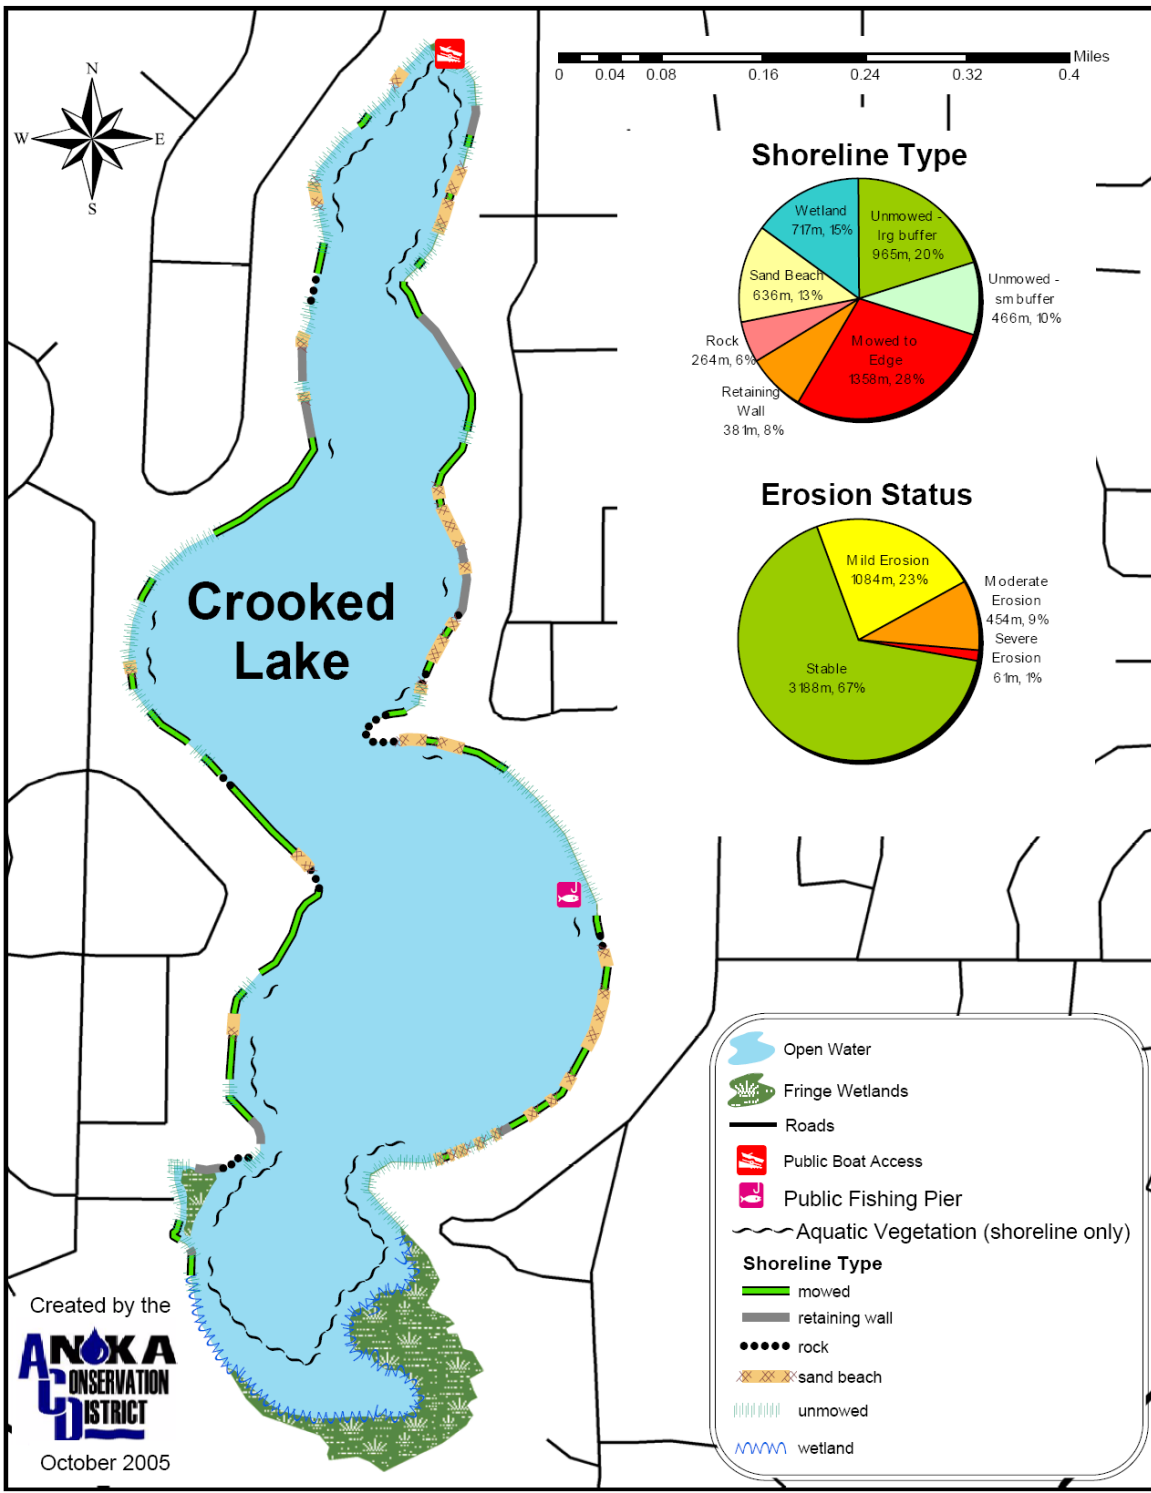 N
W
E
S
Miles
0 0.04 0.08 0.16 0.24 0.32 0.4
Shoreline Type
Wetland
717m, 15%
Unmowed -
lrg buffer
965m, 20%
Unmowed -
sm buffer
466m, 10%
Sand Beach
636m, 13%
Rock
264m, 6%
Mowed to
Edge
1358m, 28%
Retaining
Wall
381m, 8%
Erosion Status
Mild Erosion
1084m, 23%
Moderate
Erosion
454m, 9%
Severe
Erosion
61m, 1%
Stable
3188m, 67%
Crooked
Lake
Open Water
Fringe Wetlands
Roads
Public Boat Access
Public Fishing Pier
Aquatic Vegetation (shoreline only)
Shoreline Type
mowed
retaining wall
rock
sand beach
unmowed
wetland
Created by the
ANOKA
CONSERVATION
DISTRICT
October 2005